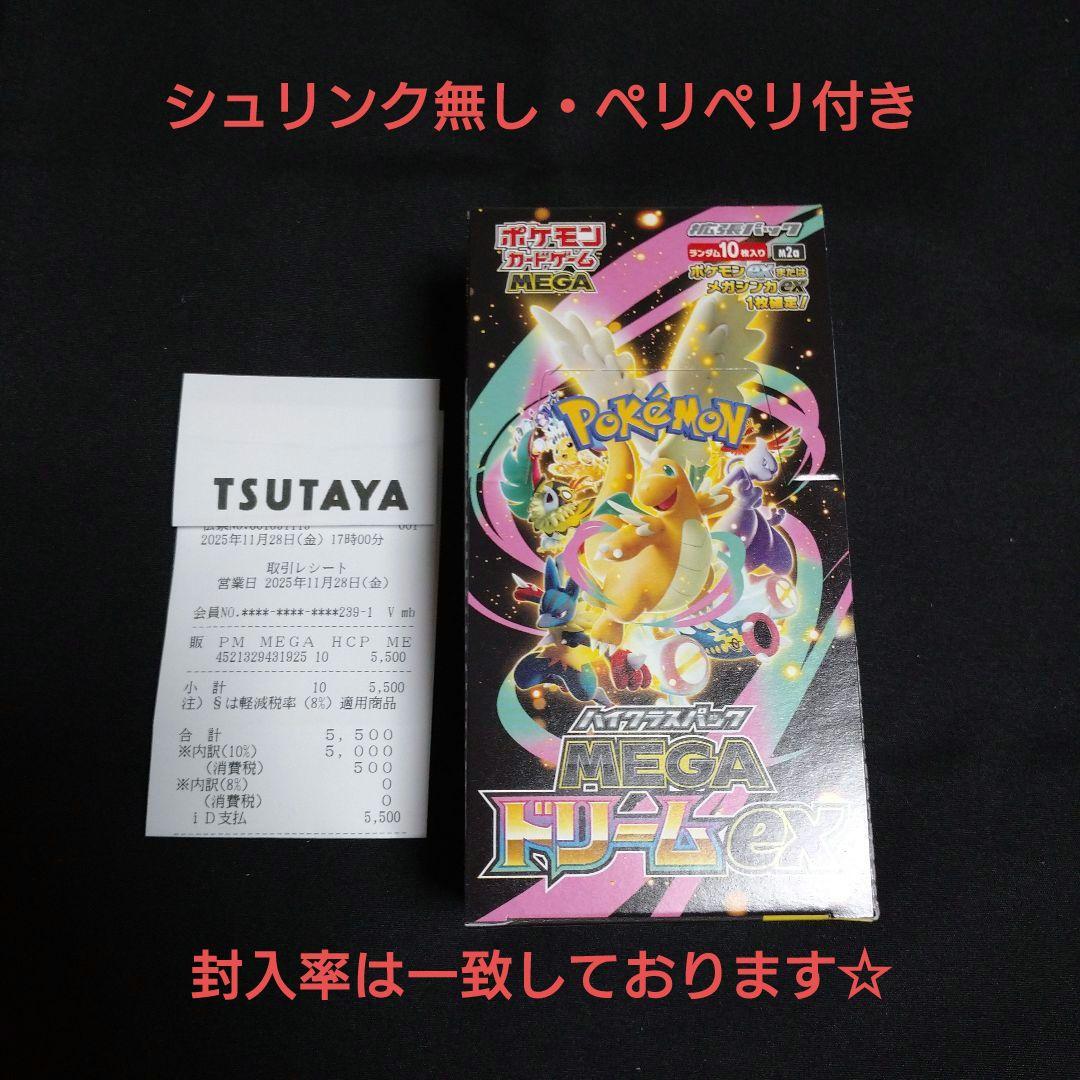 シュリンク無し・ペリペリ付き
ポケモン
カードゲーム
MEGA
拡張パック
ランダム10枚入り
m2a
ポケモンexまたは
メガシンカex
1枚確定!
POKéMON
ハイクラスパック
MEGA
ドリームex
TSUTAYA
2025年11月28日(金) 17時00分
取引レシート
営業日 2025年11月28日(金)
会員NO.****-****-****239-1 V mb
販 PM MEGA HCP ME
4521329431925 10 5,500
小 計 10 5,500
注) §は軽減税率(8%)適用商品
合 計 5,500
※内訳(10%) 5,000
(消費税) 500
※内訳(8%) 0
(消費税) 0
iD支払 5,500
封入率は一致しております☆